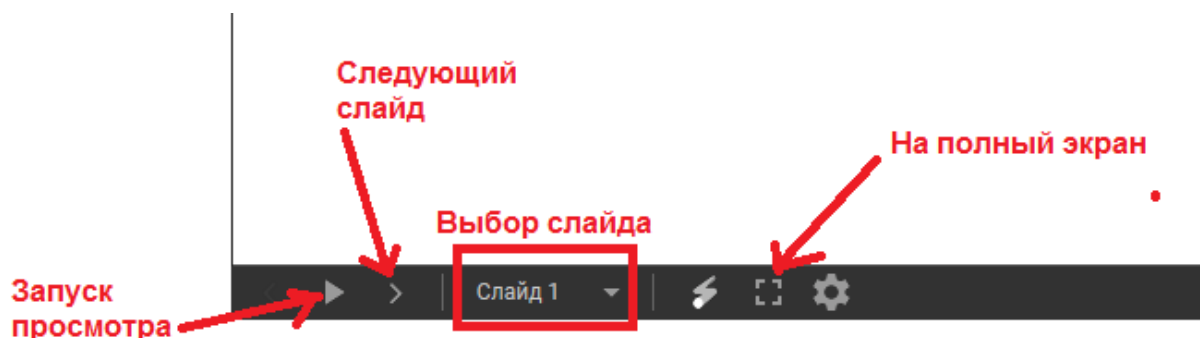 Следующий
слайд
На полный экран
Выбор слайда
Слайд 1
Запуск
просмотра